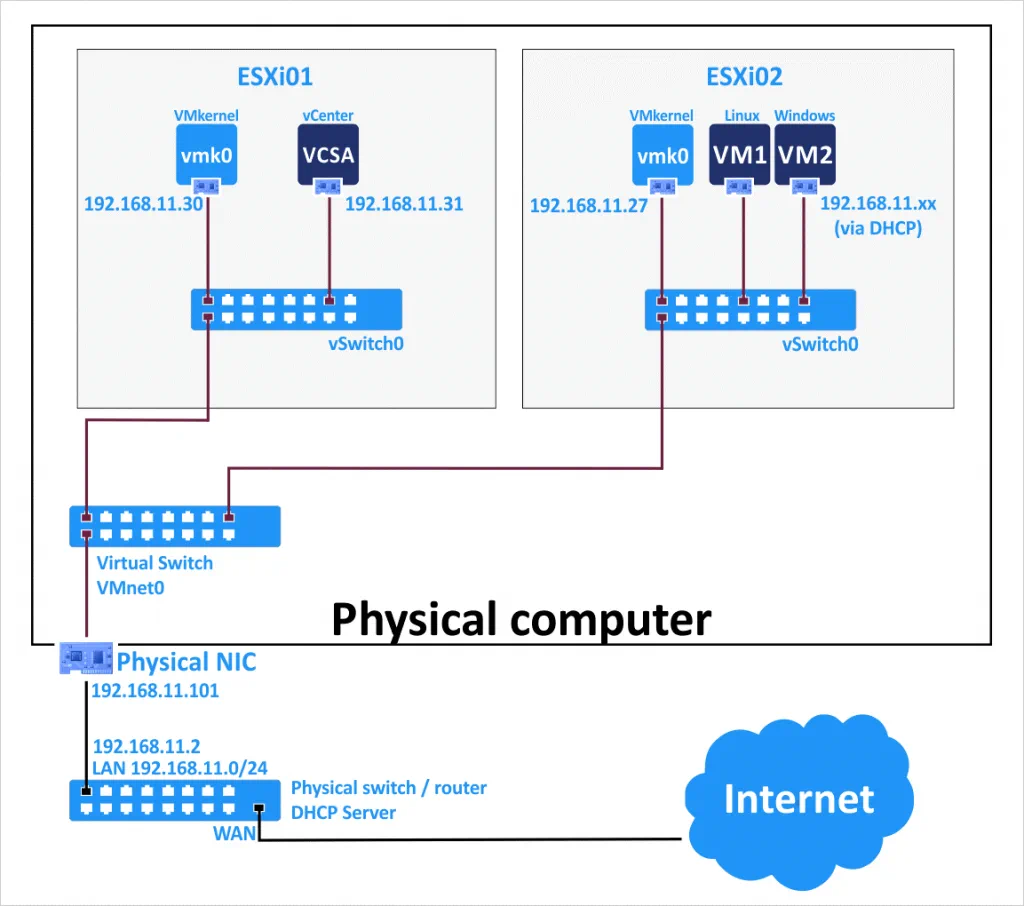 ESXi01
VMkernel
vCenter
vmk0
VCSA
192.168.11.30
192.168.11.31
vSwitch0
ESXi02
VMkernel
Linux
Windows
vmk0
VM1
VM2
192.168.11.27
192.168.11.xx
(via DHCP)
vSwitch0
Virtual Switch
VMnet0
Physical computer
Physical NIC
192.168.11.101
192.168.11.2
LAN 192.168.11.0/24
Physical switch / router
DHCP Server
WAN
Internet